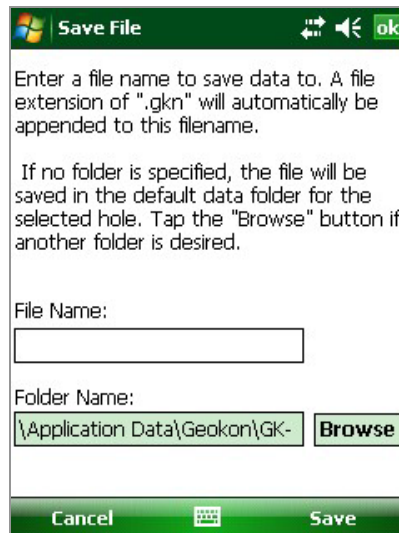 Save File
ok
Enter a file name to save data to. A file
extension of ".gkn" will automatically be
appended to this filename.
If no folder is specified, the file will be
saved in the default data folder for the
selected hole. Tap the "Browse" button if
another folder is desired.
File Name:
Folder Name:
\Application Data\Geokon\GK-
Browse
Cancel
Save